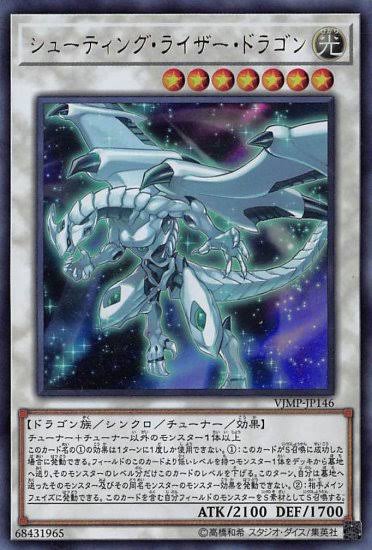 シューティング・ライザー・ドラゴン
光
VJMP-JP146
【ドラゴン族／シンクロ／チューナー／効果】
チューナー＋チューナー以外のモンスター1体以上
このカード名の①の効果は1ターンに1度しか使用できない。①：このカードがS召喚に成功した
場合に発動できる。フィールドのこのカードより低いレベルを持つモンスター1体をデッキから墓地
へ送り、そのモンスターのレベル分だけこのカードのレベルを下げる。このターン、自分は墓地へ
送ったそのモンスター及びその同名モンスターのモンスター効果を発動できない。②：相手メイン
フェイズに発動できる。このカードを含む自分フィールドのモンスターをS素材としてS召喚する。
ATK/2100 DEF/1700
68431965
©高橋和希 スタジオ・ダイス/集英社